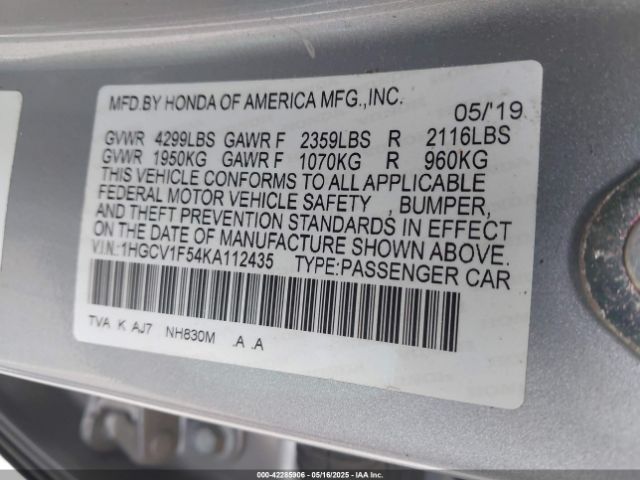 MFD.BY HONDA OF AMERICA MFG.,INC.
05/'19
GVWR 4299LBS GAWR F 2359LBS R 2116LBS
GVWR 1950KG GAWR F 1070KG R 960KG
THIS VEHICLE CONFORMS TO ALL APPLICABLE
FEDERAL MOTOR VEHICLE SAFETY , BUMPER,
AND THEFT PREVENTION STANDARDS IN EFFECT
ON THE DATE OF MANUFACTURE SHOWN ABOVE.
V.I.N.:1HGCV1F54KA112435 TYPE:PASSENGER CAR
TVA K AJ7 NH830M .A .A
000-42285906 - 05/16/2025 - IAA Inc.